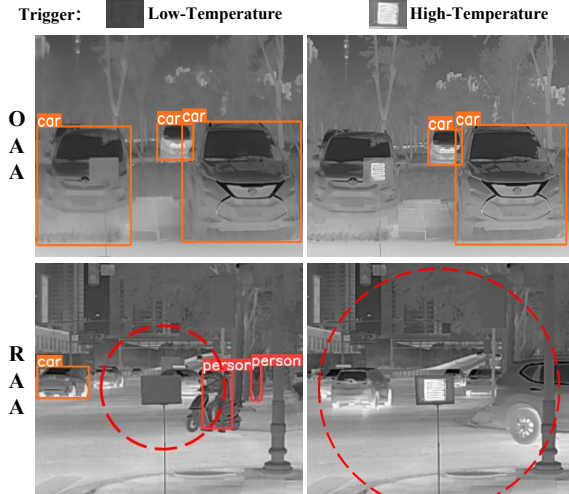 Trigger: Low-Temperature High-Temperature
OAA
car car car
car car
RAA
car person person